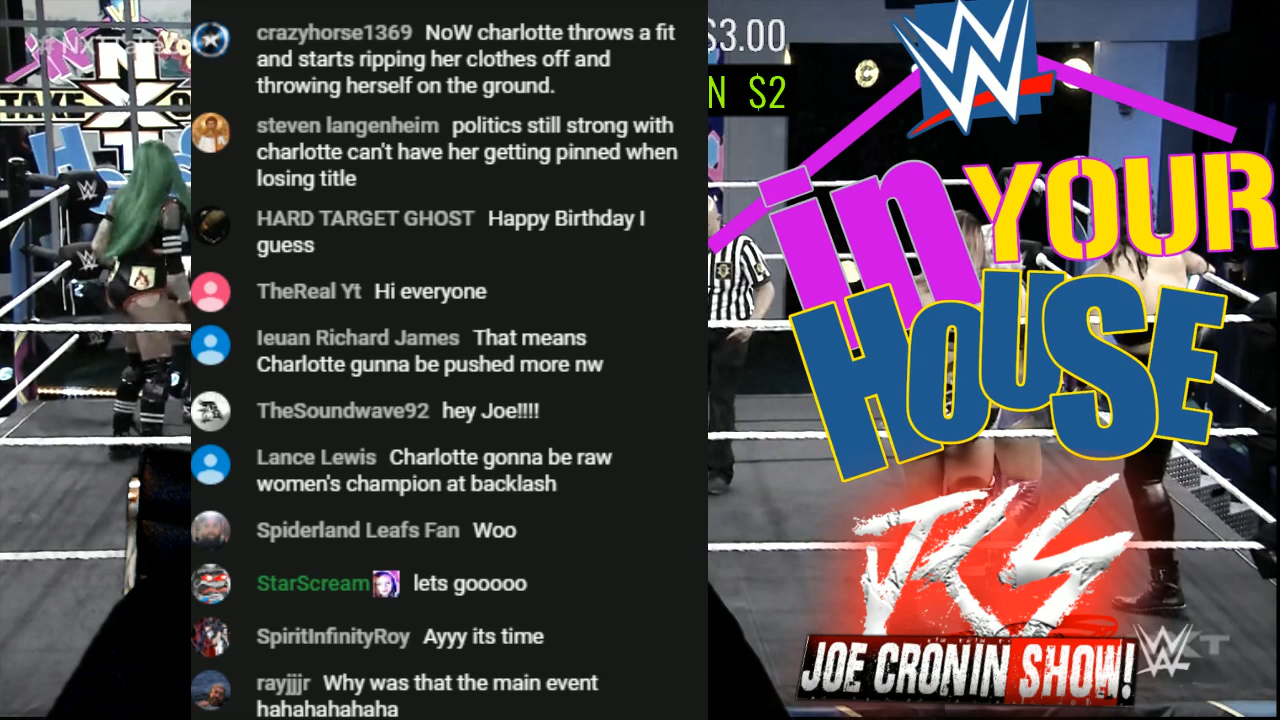 crazyhorse1369 NoW charlotte throws a fit
and starts ripping her clothes off and
throwing herself on the ground.
steven langenheim politics still strong with
charlotte can't have her getting pinned when
losing title
HARD TARGET GHOST Happy Birthday I
guess
TheReal Yt Hi everyone
Ieuan Richard James That means
Charlotte gunna be pushed more nw
TheSoundwave92 hey Joe!!!!
Lance Lewis Charlotte gonna be raw
women's champion at backlash
Spiderland Leafs Fan Woo
StarScream lets gooooo
SpiritInfinityRoy Ayyy its time
rayjjjr Why was that the main event
hahahahahaha
$3.00
N $2
W
in YOUR
HOUSE
JCS
JOE CRONIN SHOW!
NXT
TAKE